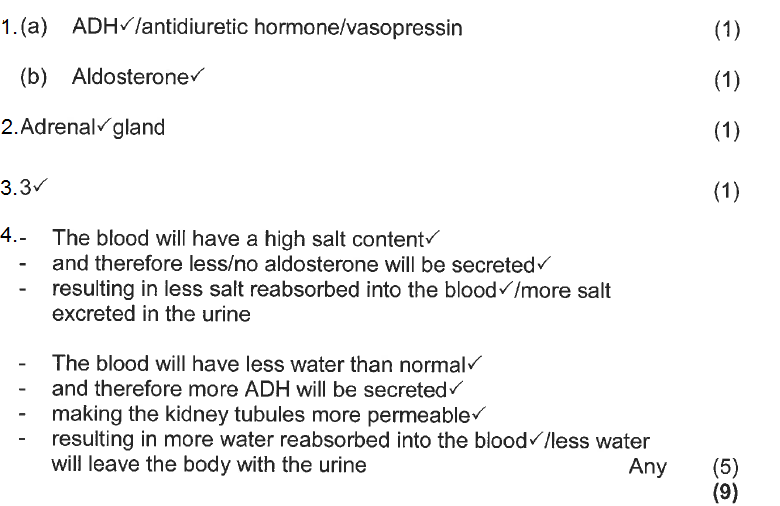 1.(a) ADH✓/antidiuretic hormone/vasopressin (1)
(b) Aldosterone✓ (1)
2.Adrenal✓gland (1)
3.3✓ (1)
4.- The blood will have a high salt content✓
- and therefore less/no aldosterone will be secreted✓
- resulting in less salt reabsorbed into the blood✓/more salt
excreted in the urine
- The blood will have less water than normal✓
- and therefore more ADH will be secreted✓
- making the kidney tubules more permeable✓
- resulting in more water reabsorbed into the blood✓/less water
will leave the body with the urine Any (5)
(9)